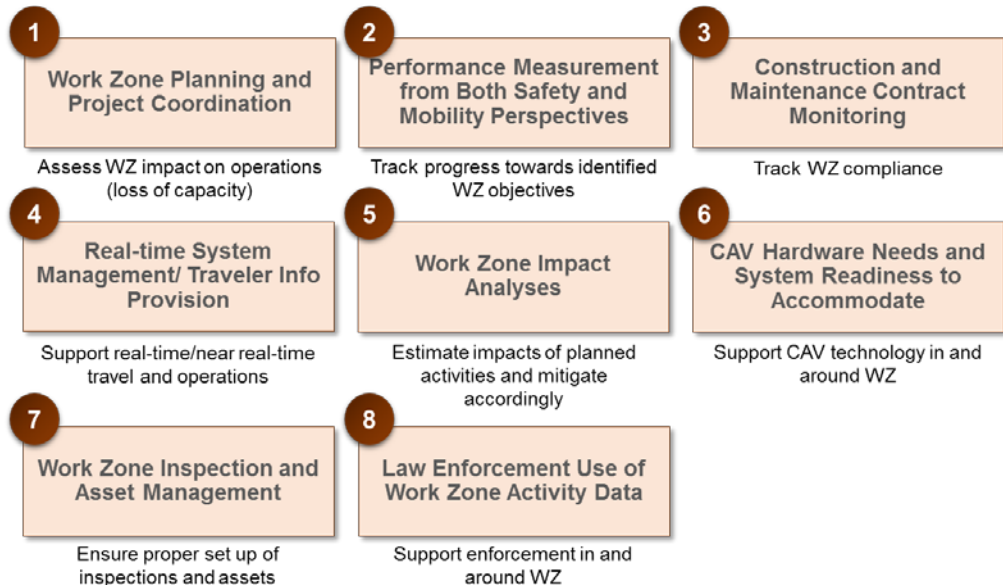 1
Work Zone Planning and
Project Coordination
Assess WZ impact on operations
(loss of capacity)
2
Performance Measurement
from Both Safety and
Mobility Perspectives
Track progress towards identified
WZ objectives
3
Construction and
Maintenance Contract
Monitoring
Track WZ compliance
4
Real-time System
Management/ Traveler Info
Provision
Support real-time/near real-time
travel and operations
5
Work Zone Impact
Analyses
Estimate impacts of planned
activities and mitigate
accordingly
6
CAV Hardware Needs and
System Readiness to
Accommodate
Support CAV technology in and
around WZ
7
Work Zone Inspection and
Asset Management
Ensure proper set up of
inspections and assets
8
Law Enforcement Use of
Work Zone Activity Data
Support enforcement in and
around WZ